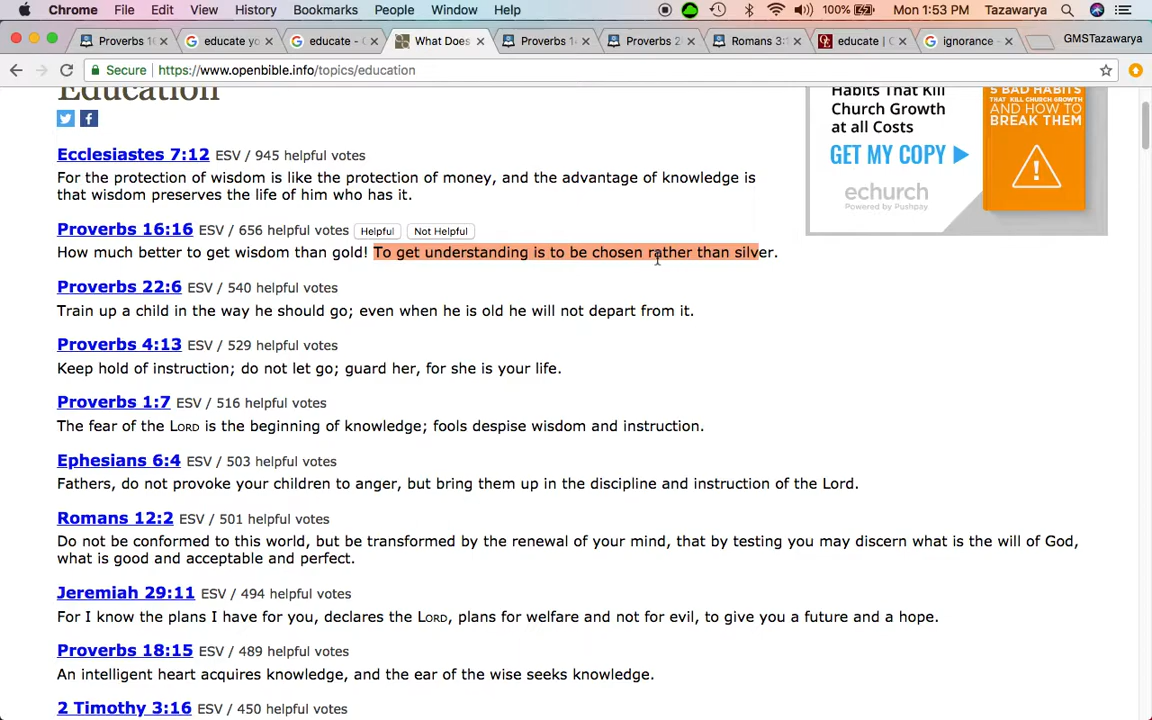 Chrome File Edit View History Bookmarks People Window Help 100% Mon 1:53 PM Tazawarya
Proverbs 1 educate yo educate - What Does Proverbs 1 Proverbs 2 Romans 3:1 educate | ignorance - GMSTazawarya
Secure https://www.openbible.info/topics/education
Education
Habits That Kill
Church Growth
at all Costs
GET MY COPY
echurch
Powered by Pushpay
5 BAD HABITS
THAT KILL CHURCH GROWTH
AND HOW TO
BREAK THEM
Ecclesiastes 7:12 ESV / 945 helpful votes
For the protection of wisdom is like the protection of money, and the advantage of knowledge is
that wisdom preserves the life of him who has it.
Proverbs 16:16 ESV / 656 helpful votes Helpful Not Helpful
How much better to get wisdom than gold! To get understanding is to be chosen rather than silver.
Proverbs 22:6 ESV / 540 helpful votes
Train up a child in the way he should go; even when he is old he will not depart from it.
Proverbs 4:13 ESV / 529 helpful votes
Keep hold of instruction; do not let go; guard her, for she is your life.
Proverbs 1:7 ESV / 516 helpful votes
The fear of the LORD is the beginning of knowledge; fools despise wisdom and instruction.
Ephesians 6:4 ESV / 503 helpful votes
Fathers, do not provoke your children to anger, but bring them up in the discipline and instruction of the Lord.
Romans 12:2 ESV / 501 helpful votes
Do not be conformed to this world, but be transformed by the renewal of your mind, that by testing you may discern what is the will of God,
what is good and acceptable and perfect.
Jeremiah 29:11 ESV / 494 helpful votes
For I know the plans I have for you, declares the LORD, plans for welfare and not for evil, to give you a future and a hope.
Proverbs 18:15 ESV / 489 helpful votes
An intelligent heart acquires knowledge, and the ear of the wise seeks knowledge.
2 Timothy 3:16 ESV / 450 helpful votes